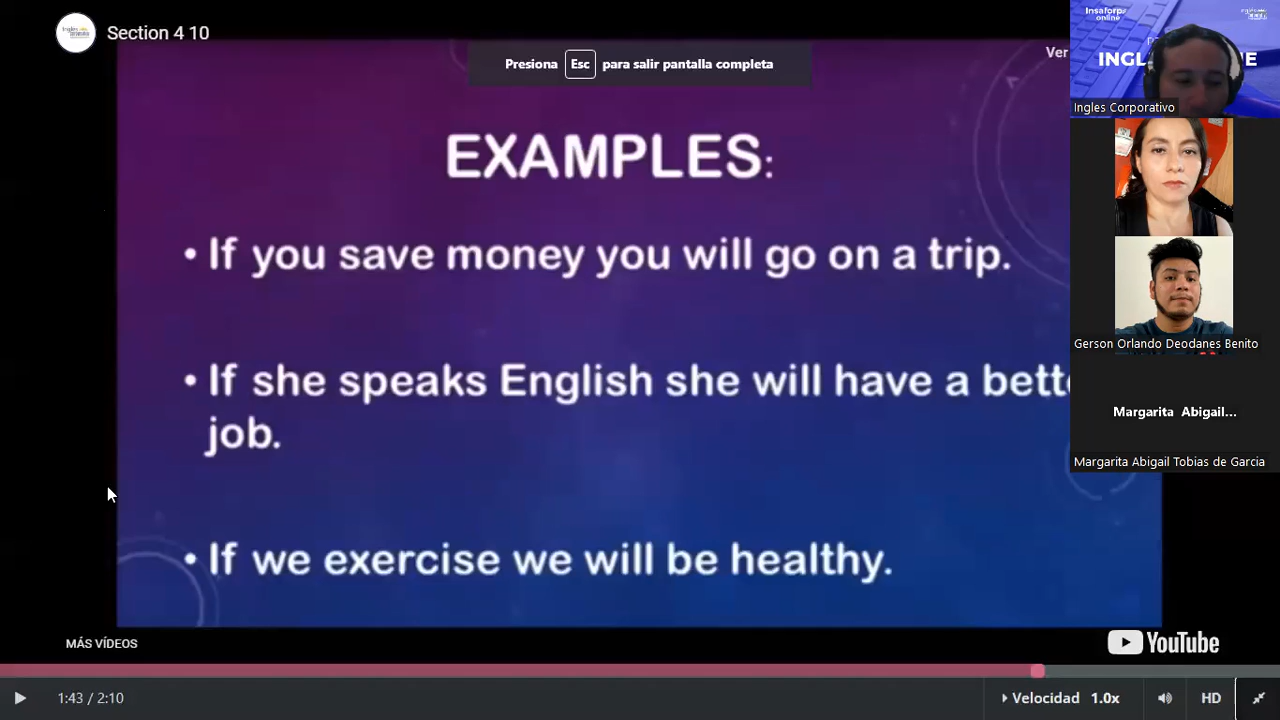 Section 4 10
Presiona Esc para salir pantalla completa
Ver
EXAMPLES:
• If you save money you will go on a trip.
• If she speaks English she will have a bette
job.
• If we exercise we will be healthy.
MÁS VÍDEOS
YouTube
1:43 / 2:10
Velocidad 1.0x
HD
Insaforp
online
INGL
E
Ingles Corporativo
Gerson Orlando Deodanes Benito
Margarita Abigail...
Margarita Abigail Tobias de Garcia